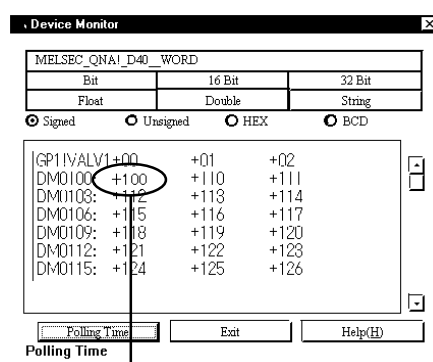 Device Monitor
MELSEC_QNA!_D40__WORD
Bit 16 Bit 32 Bit
Float Double String
Signed Unsigned HEX BCD
GP1!VALV1+00 +01 +02
DM0100: +100 +110 +111
DM0103: +112 +113 +114
DM0106: +115 +116 +117
DM0109: +118 +119 +120
DM0112: +121 +122 +123
DM0115: +124 +125 +126
Polling Time Exit Help(H)
Polling Time